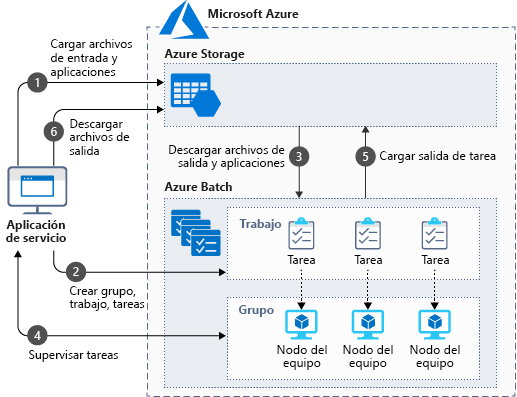 Microsoft Azure
Cargar archivos
de entrada y
aplicaciones
1
Azure Storage
6
Descargar
archivos de
salida
Descargar archivos de
salida y aplicaciones
3
5
Cargar salida de tarea
Azure Batch
Aplicación
de servicio
Trabajo
Tarea
Tarea
Tarea
2
Crear grupo,
trabajo, tareas
Grupo
4
Supervisar tareas
Nodo del
equipo
Nodo del
equipo
Nodo del
equipo